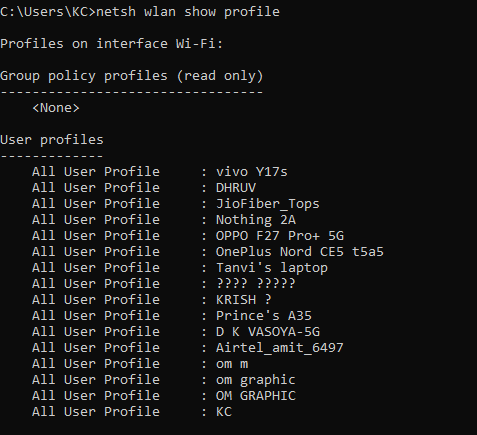 C:\Users\KC>netsh wlan show profile
Profiles on interface Wi-Fi:
Group policy profiles (read only)
---------------------------------
    <None>
User profiles
-------------
    All User Profile     : vivo Y17s
    All User Profile     : DHRUV
    All User Profile     : JioFiber_Tops
    All User Profile     : Nothing 2A
    All User Profile     : OPPO F27 Pro+ 5G
    All User Profile     : OnePlus Nord CE5 t5a5
    All User Profile     : Tanvi's laptop
    All User Profile     : ???? ?????
    All User Profile     : KRISH ?
    All User Profile     : Prince's A35
    All User Profile     : D K VASOYA-5G
    All User Profile     : Airtel_amit_6497
    All User Profile     : om m
    All User Profile     : om graphic
    All User Profile     : OM GRAPHIC
    All User Profile     : KC